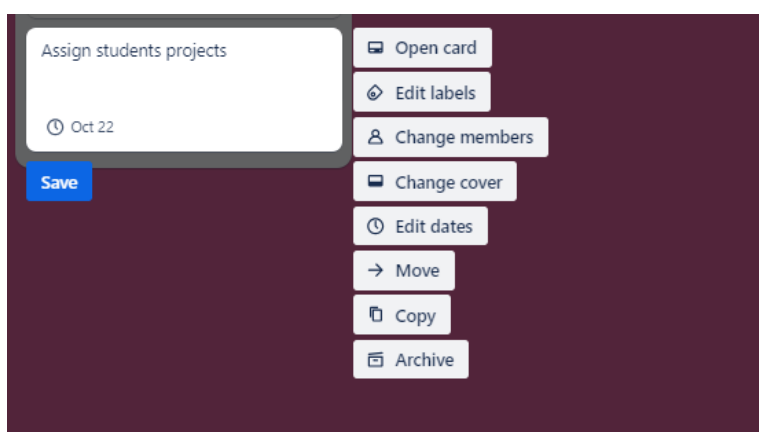 Assign students projects
Oct 22
Save
Open card
Edit labels
Change members
Change cover
Edit dates
Move
Copy
Archive